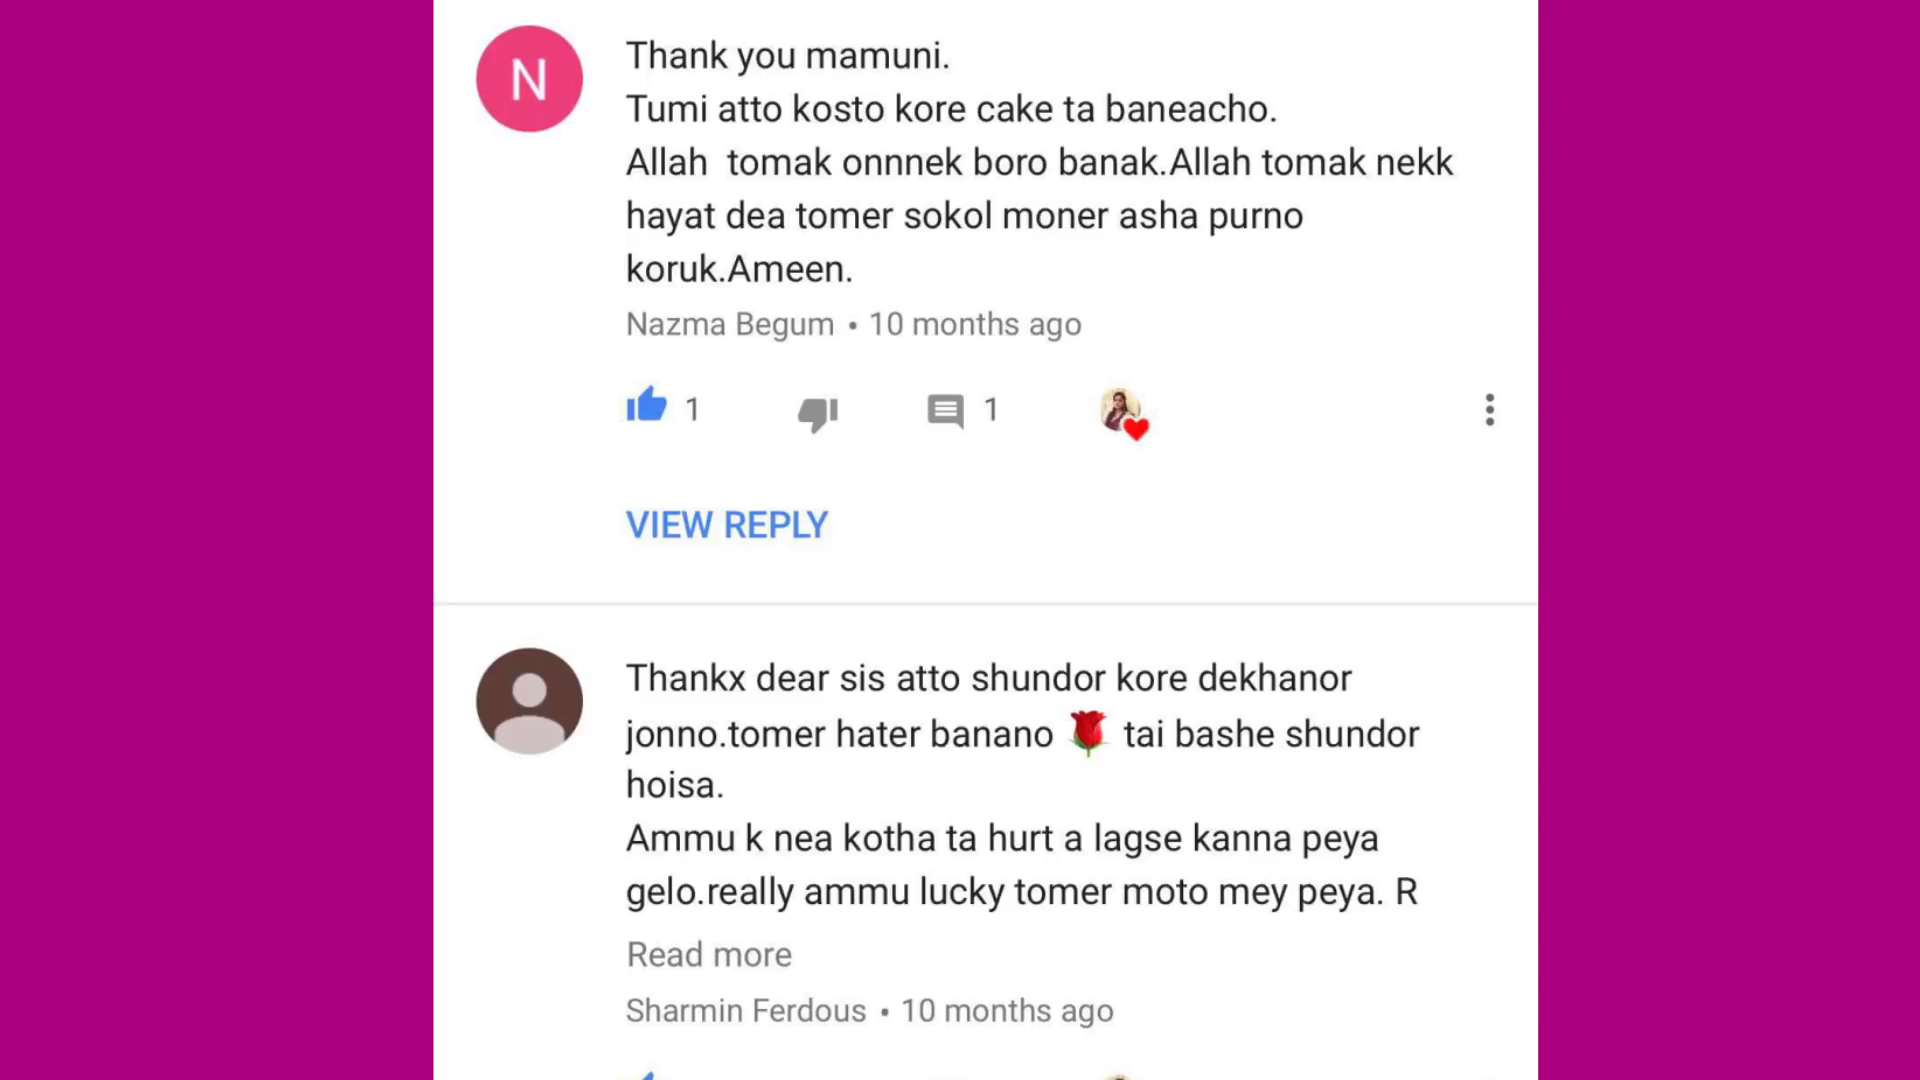 N
Thank you mamuni.
Tumi atto kosto kore cake ta baneacho.
Allah  tomak onnnek boro banak.Allah tomak nekk
hayat dea tomer sokol moner asha purno
koruk.Ameen.
Nazma Begum • 10 months ago
1 1
VIEW REPLY
Thankx dear sis atto shundor kore dekhanor
jonno.tomer hater banano 🌹 tai bashe shundor
hoisa.
Ammu k nea kotha ta hurt a lagse kanna peya
gelo.really ammu lucky tomer moto mey peya. R
Read more
Sharmin Ferdous • 10 months ago